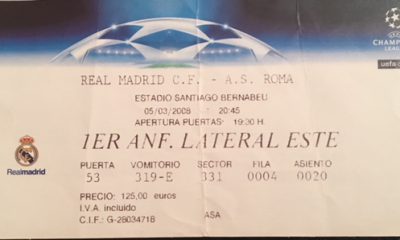 CHAMPIONS
LEAGUE
REAL MADRID C.F. - A.S. ROMA
ESTADIO SANTIAGO BERNABEU
05/03/2008 20:45
APERTURA PUERTAS: 19:30 H.
1ER ANF. LATERAL ESTE
Realmadrid
PUERTA VOMITORIO SECTOR FILA ASIENTO
53 319-E 331 0004 0020
PRECIO: 125,00 euros
I.V.A. incluido
C.I.F.: G-28034718 ASA